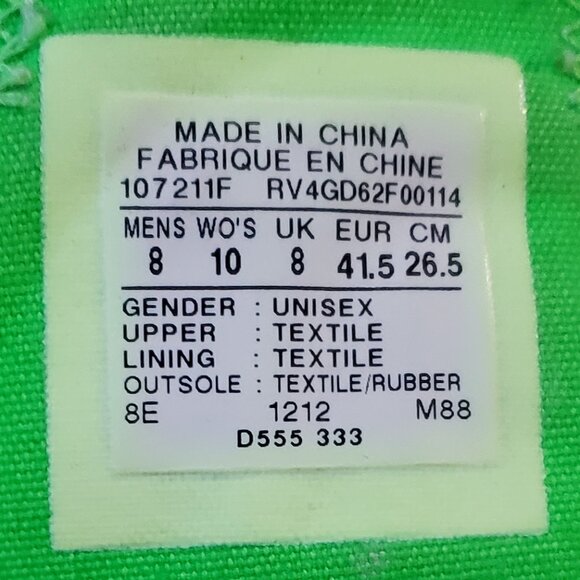 MADE IN CHINA
FABRIQUE EN CHINE
107211F RV4GD62F00114
MENS WO'S UK EUR CM
8 10 8 41.5 26.5
GENDER : UNISEX
UPPER : TEXTILE
LINING : TEXTILE
OUTSOLE : TEXTILE/RUBBER
8E 1212 M88
D555 333